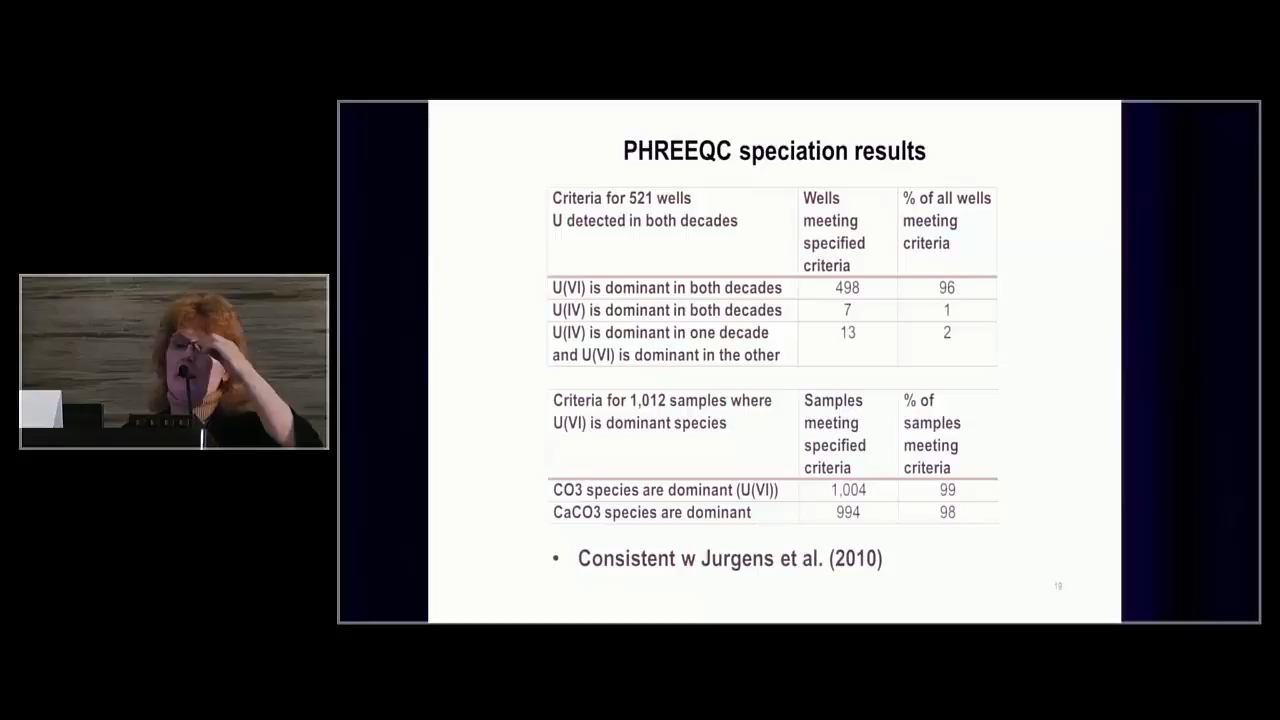 PHREEQC speciation results
Criteria for 521 wells
U detected in both decades
Wells
meeting
specified
criteria
% of all wells
meeting
criteria
U(VI) is dominant in both decades 498 96
U(IV) is dominant in both decades 7 1
U(IV) is dominant in one decade
and U(VI) is dominant in the other
13 2
Criteria for 1,012 samples where
U(VI) is dominant species
Samples
meeting
specified
criteria
% of
samples
meeting
criteria
CO3 species are dominant (U(VI)) 1,004 99
CaCO3 species are dominant 994 98
• Consistent w Jurgens et al. (2010)
19